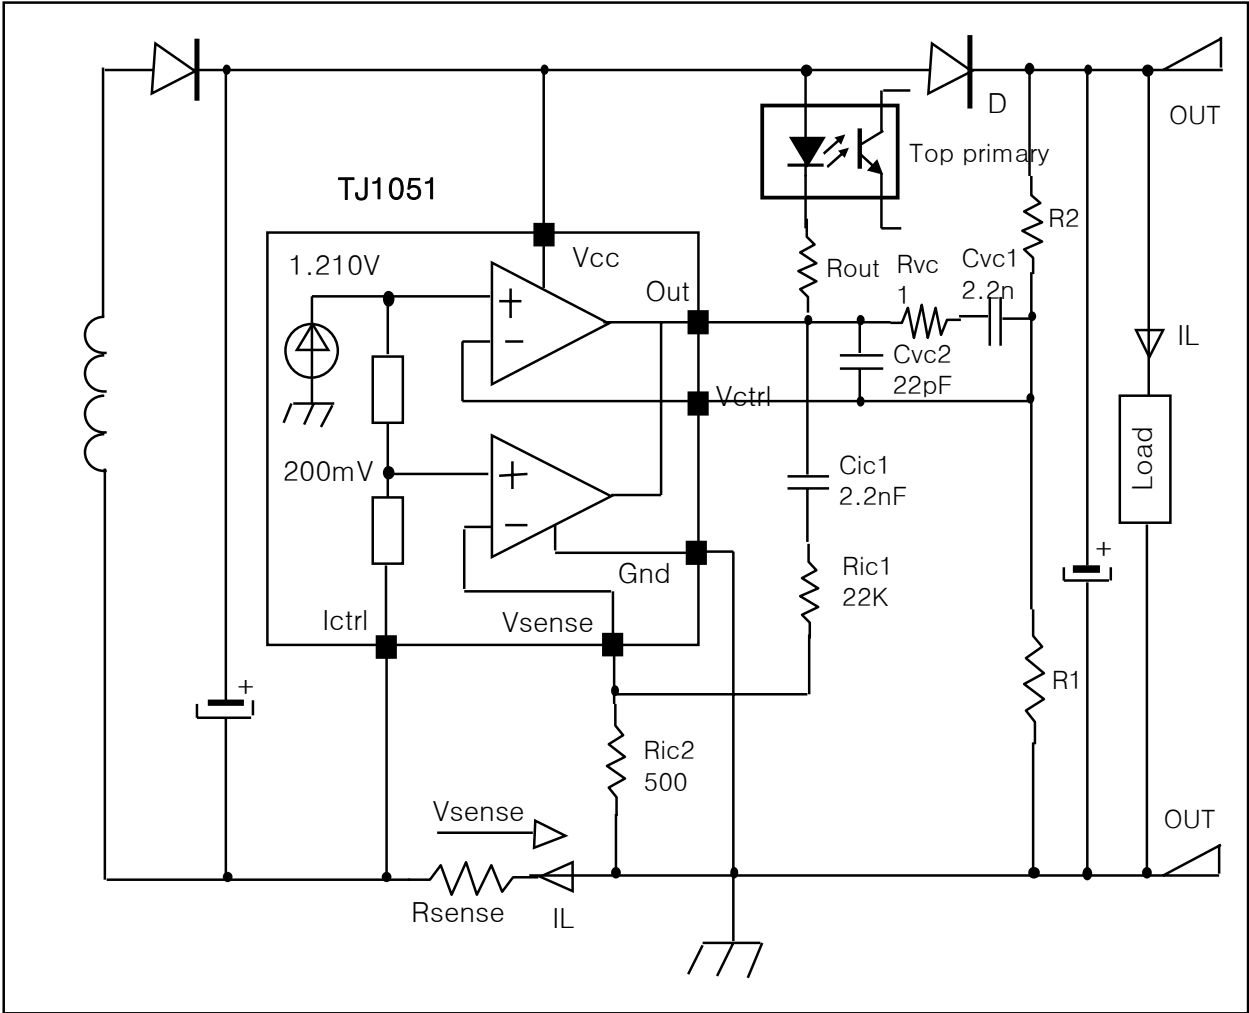 D
OUT
Top primary
TJ1051
R2
1.210V
Vcc
Rout
Rvc
1
Cvc1
2.2n
Out
+
−
IL
Cvc2
22pF
Vctrl
Load
200mV
+
−
Cic1
2.2nF
+
Gnd
Ric1
22K
Ictrl
Vsense
R1
+
Ric2
500
Vsense
OUT
Rsense
IL